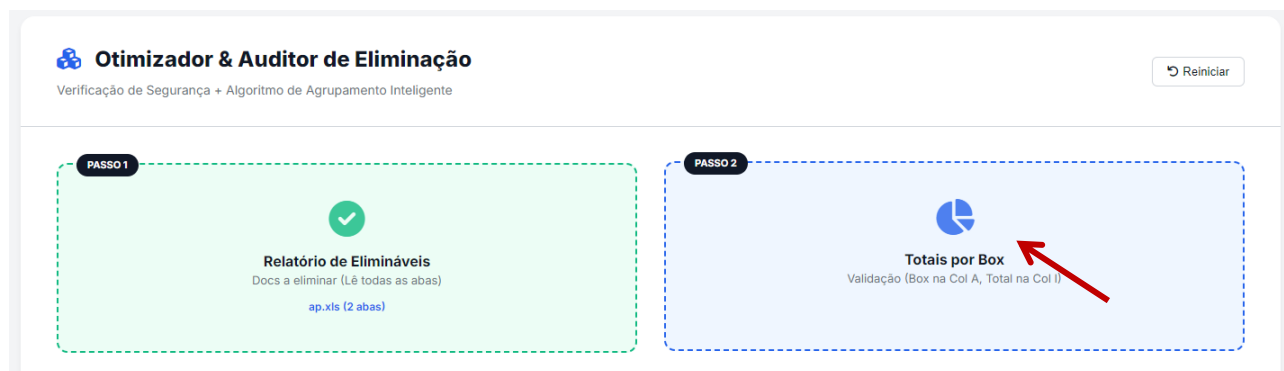 Otimizador & Auditor de Eliminação
Verificação de Segurança + Algoritmo de Agrupamento Inteligente
Reiniciar
PASSO 1
Relatório de Elimináveis
Docs a eliminar (Lê todas as abas)
ap.xls (2 abas)
PASSO 2
Totais por Box
Validação (Box na Col A, Total na Col I)